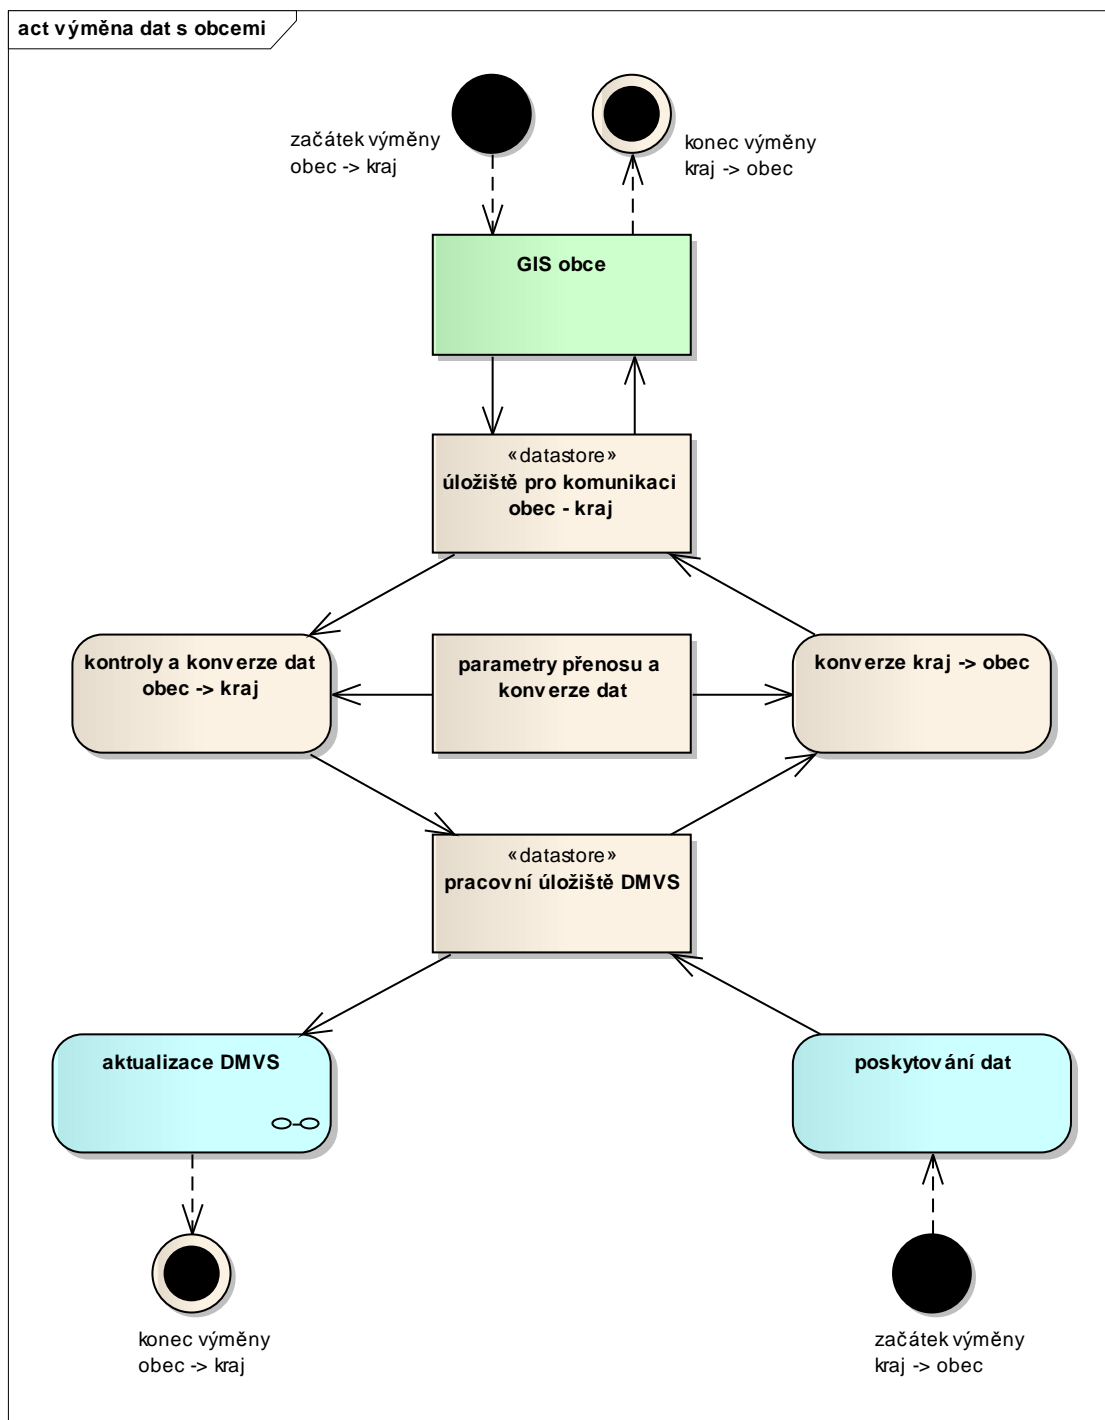 act výměna dat s obcemi
začátek výměny
obec -> kraj
konec výměny
kraj -> obec
GIS obce
«datastore»
úložiště pro komunikaci
obec - kraj
kontroly a konverze dat
obec -> kraj
parametry přenosu a
konverze dat
konverze kraj -> obec
«datastore»
pracovní úložiště DMVS
aktualizace DMVS
poskytování dat
konec výměny
obec -> kraj
začátek výměny
kraj -> obec